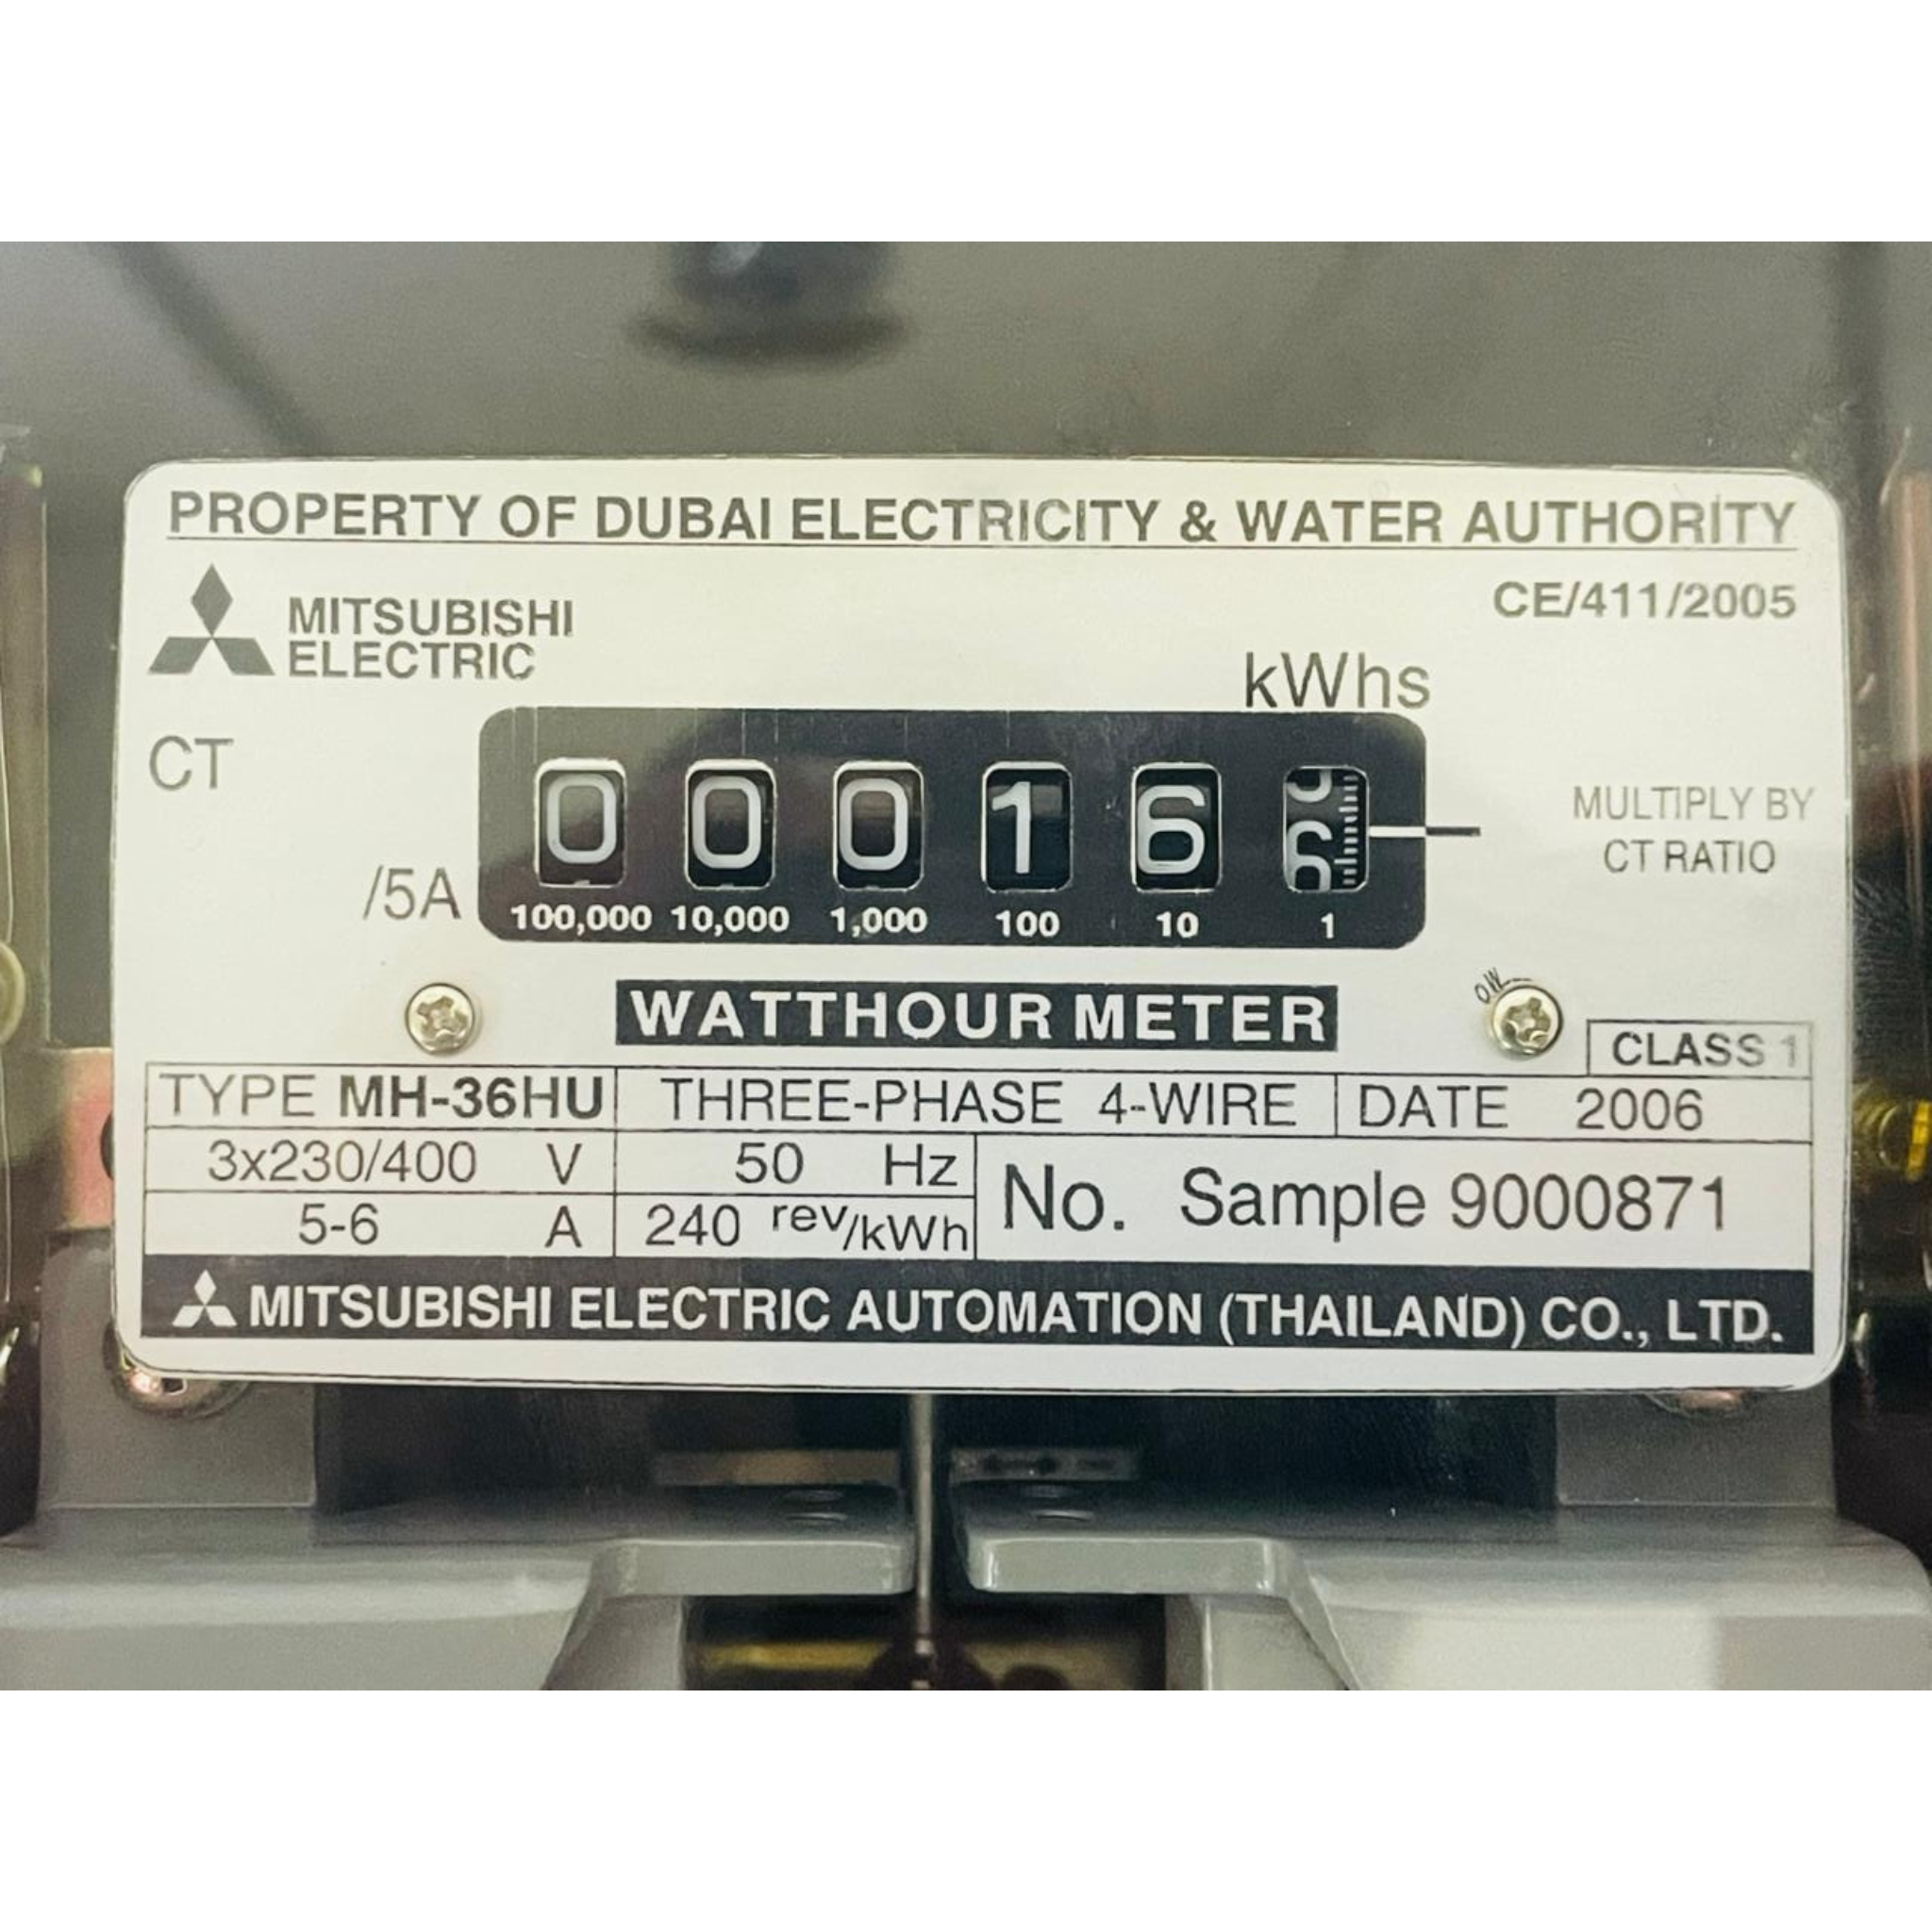 PROPERTY OF DUBAI ELECTRICITY & WATER AUTHORITY
MITSUBISHI
ELECTRIC
CE/411/2005
kWhs
CT
MULTIPLY BY
CT RATIO
/5A
0 0 0 1 6 6
100,000 10,000 1,000 100 10 1
WATTHOUR METER
CLASS 1
TYPE MH-36HU THREE-PHASE 4-WIRE DATE 2006
3x230/400 V 50 Hz
No. Sample 9000871
5-6 A 240 rev/kWh
MITSUBISHI ELECTRIC AUTOMATION (THAILAND) CO., LTD.